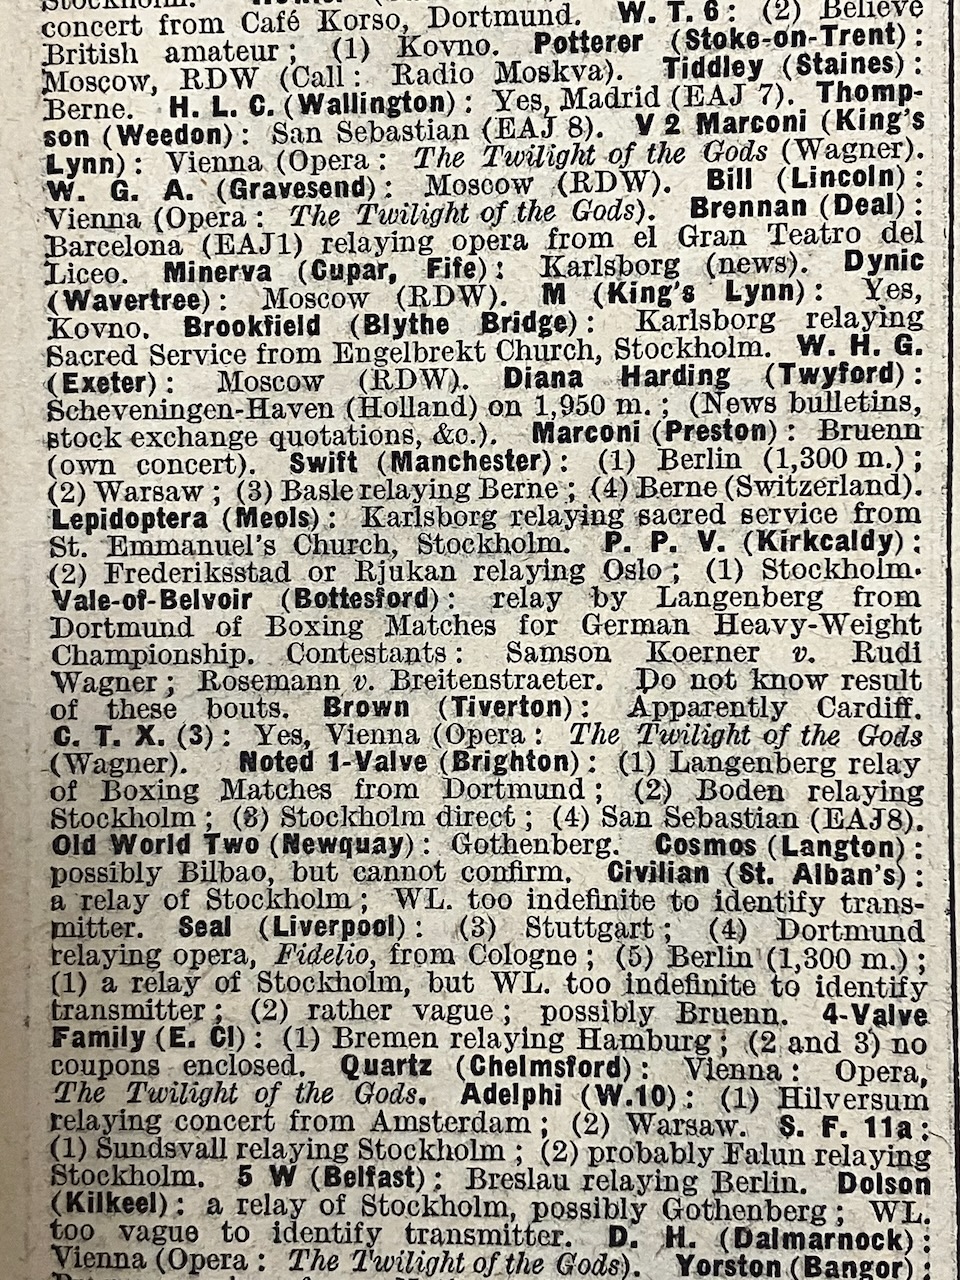 Stockholm.
concert from Café Korso, Dortmund. W. T. 6: (2) Believe
British amateur; (1) Kovno. Potterer (Stoke-on-Trent):
Moscow, RDW (Call: Radio Moskva). Tiddley (Staines):
Berne. H. L. C. (Wallington): Yes, Madrid (EAJ 7). Thomp-
son (Weedon): San Sebastian (EAJ 8). V 2 Marconi (King's
Lynn): Vienna (Opera: The Twilight of the Gods (Wagner).
W. G. A. (Gravesend): Moscow (RDW). Bill (Lincoln):
Vienna (Opera: The Twilight of the Gods). Brennan (Deal):
Barcelona (EAJ1) relaying opera from el Gran Teatro del
Liceo. Minerva (Cupar, Fife): Karlsborg (news). Dynic
(Wavertree): Moscow (RDW). M (King's Lynn): Yes,
Kovno. Brookfield (Blythe Bridge): Karlsborg relaying
Sacred Service from Engelbrekt Church, Stockholm. W. H. G.
(Exeter): Moscow (RDW). Diana Harding (Twyford):
Scheveningen-Haven (Holland) on 1,950 m.; (News bulletins,
stock exchange quotations, &c.). Marconi (Preston): Bruenn
(own concert). Swift (Manchester): (1) Berlin (1,300 m.);
(2) Warsaw; (3) Basle relaying Berne; (4) Berne (Switzerland).
Lepidoptera (Meols): Karlsborg relaying sacred service from
St. Emmanuel's Church, Stockholm. P. P. V. (Kirkcaldy):
(2) Frederiksstad or Rjukan relaying Oslo; (1) Stockholm.
Vale-of-Belvoir (Bottesford): relay by Langenberg from
Dortmund of Boxing Matches for German Heavy-Weight
Championship. Contestants: Samson Koerner v. Rudi
Wagner; Rosemann v. Breitenstraeter. Do not know result
of these bouts. Brown (Tiverton): Apparently Cardiff.
C. T. X. (3): Yes, Vienna (Opera: The Twilight of the Gods
(Wagner). Noted 1-Valve (Brighton): (1) Langenberg relay
of Boxing Matches from Dortmund; (2) Boden relaying
Stockholm; (3) Stockholm direct; (4) San Sebastian (EAJ8).
Old World Two (Newquay): Gothenberg. Cosmos (Langton):
possibly Bilbao, but cannot confirm. Civilian (St. Alban's):
a relay of Stockholm; WL. too indefinite to identify trans-
mitter. Seal (Liverpool): (3) Stuttgart; (4) Dortmund
relaying opera, Fidelio, from Cologne; (5) Berlin (1,300 m.);
(1) a relay of Stockholm, but WL. too indefinite to identify
transmitter; (2) rather vague; possibly Bruenn. 4-Valve
Family (E. CI): (1) Bremen relaying Hamburg; (2 and 3) no
coupons enclosed. Quartz (Chelmsford): Vienna: Opera,
The Twilight of the Gods. Adelphi (W.10): (1) Hilversum
relaying concert from Amsterdam; (2) Warsaw. S. F. 11a:
(1) Sundsvall relaying Stockholm; (2) probably Falun relaying
Stockholm. 5 W (Belfast): Breslau relaying Berlin. Dolson
(Kilkeel): a relay of Stockholm, possibly Gothenberg; WL.
too vague to identify transmitter. D. H. (Dalmarnock):
Vienna (Opera: The Twilight of the Gods). Yorston (Bangor):